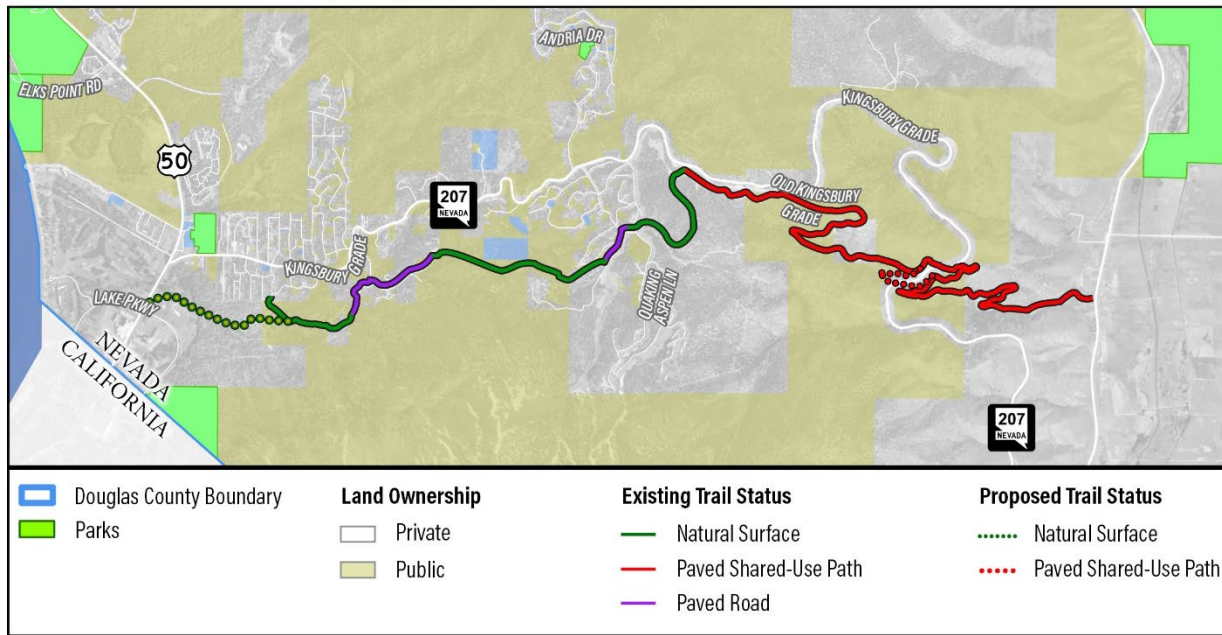 ANDRIA DR
ELKS POINT RD
KINGSBURY GRADE
50
207
NEVADA
OLD KINGSBURY
GRADE
KINGSBURY GRADE
QUAKING
ASPEN LN
LAKE PKWY
NEVADA
CALIFORNIA
207
NEVADA
Douglas County Boundary
Parks
Land Ownership
Private
Public
Existing Trail Status
Natural Surface
Paved Shared-Use Path
Paved Road
Proposed Trail Status
Natural Surface
Paved Shared-Use Path